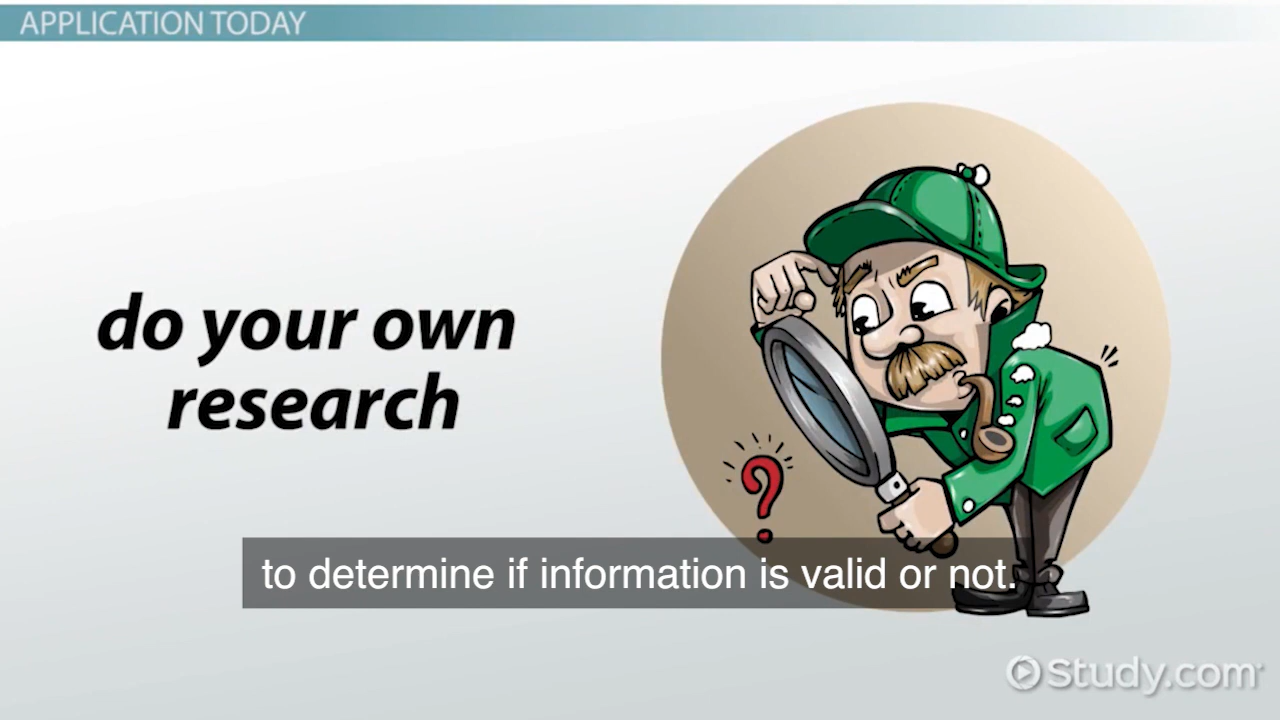 APPLICATION TODAY
do your own
research
?
to determine if information is valid or not.
Study.com